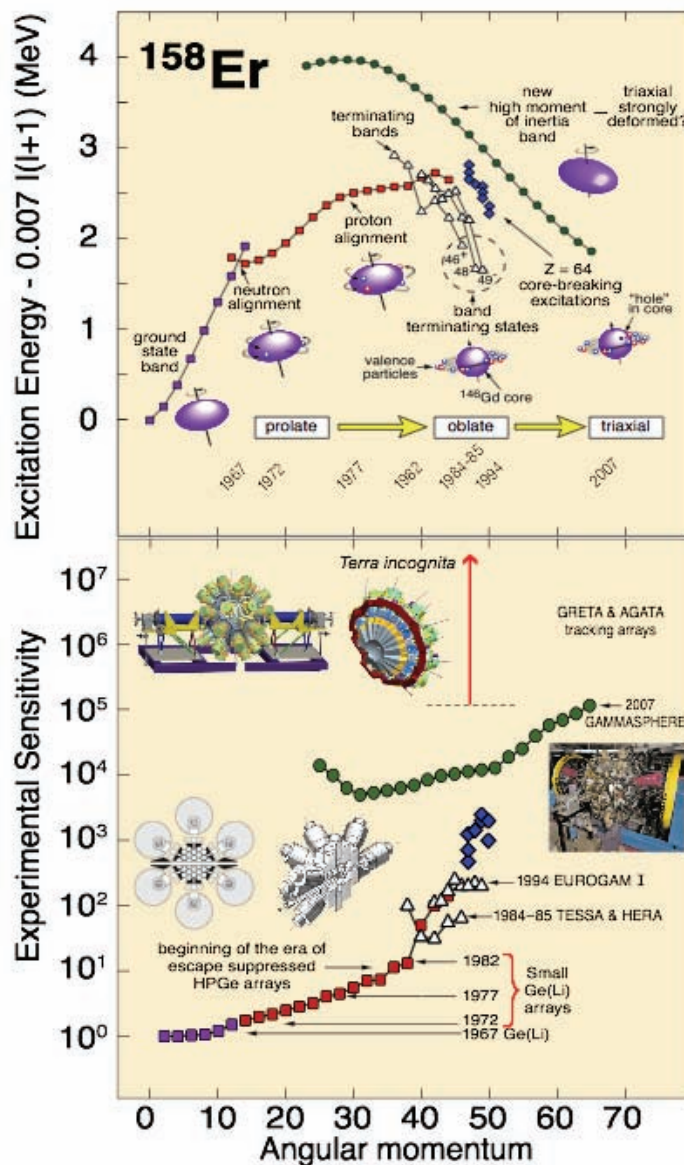 158Er
Excitation Energy - 0.007 I(I+1) (MeV)
4
3
2
1
0
new
high moment
of inertia
band
triaxial
strongly
deformed?
terminating
bands
proton
alignment
neutron
alignment
ground
state
band
46+
48+
49-
Z = 64
core-breaking
excitations
band
terminating states
valence
particles
146Gd core
"hole"
in core
prolate
oblate
triaxial
1967
1972
1977
1982
1984-85
1994
2007
Experimental Sensitivity
10^7
10^6
10^5
10^4
10^3
10^2
10^1
10^0
Terra incognita
GRETA & AGATA
tracking arrays
2007
GAMMASPHERE
1994 EUROGAM I
1984–85 TESSA & HERA
beginning of the era of
escape suppressed
HPGe arrays
1982
1977
1972
1967 Ge(Li)
Small
Ge(Li)
arrays
0
10
20
30
40
50
60
70
Angular momentum